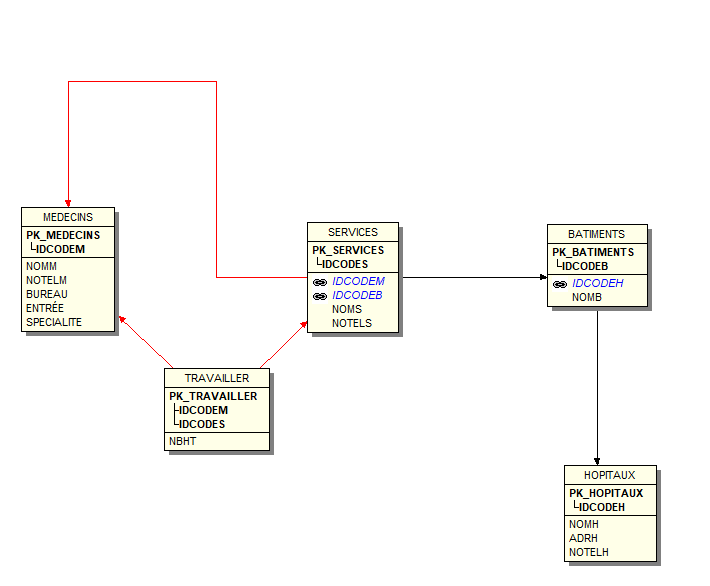 MEDECINS
PK_MEDECINS
IDCODEM
NOMM
NOTELM
BUREAU
ENTRÉE
SPECIALITE
SERVICES
PK_SERVICES
IDCODES
IDCODEM
IDCODEB
NOMS
NOTELS
BATIMENTS
PK_BATIMENTS
IDCODEB
IDCODEH
NOMB
TRAVAILLER
PK_TRAVAILLER
IDCODEM
IDCODES
NBHT
HOPITAUX
PK_HOPITAUX
IDCODEH
NOMH
ADRH
NOTELH